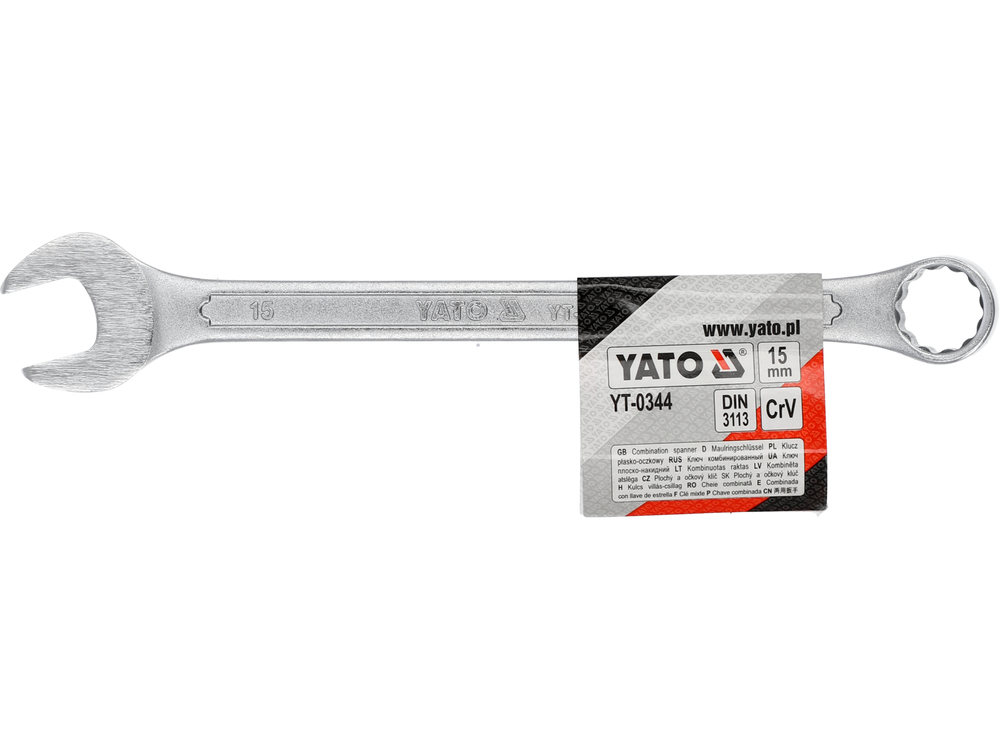 15 YATO YT-
www.yato.pl
YATO ® 15 mm
YT-0344 DIN 3113 CrV
GB Combination spanner D Maulringschlüssel PL Klucz
płasko-oczkowy RUS Ключ комбинированный UA Ключ
плоско-накидний LT Kombinuotas raktas LV Kombinēta
atslēga CZ Plochý a očkový klíč SK Plochý a očkový kľúč
H Kulcs villás-csillag RO Cheie combinată E Combinada
con llave de estrella F Clé mixte P Chave combinada CN 两用扳手